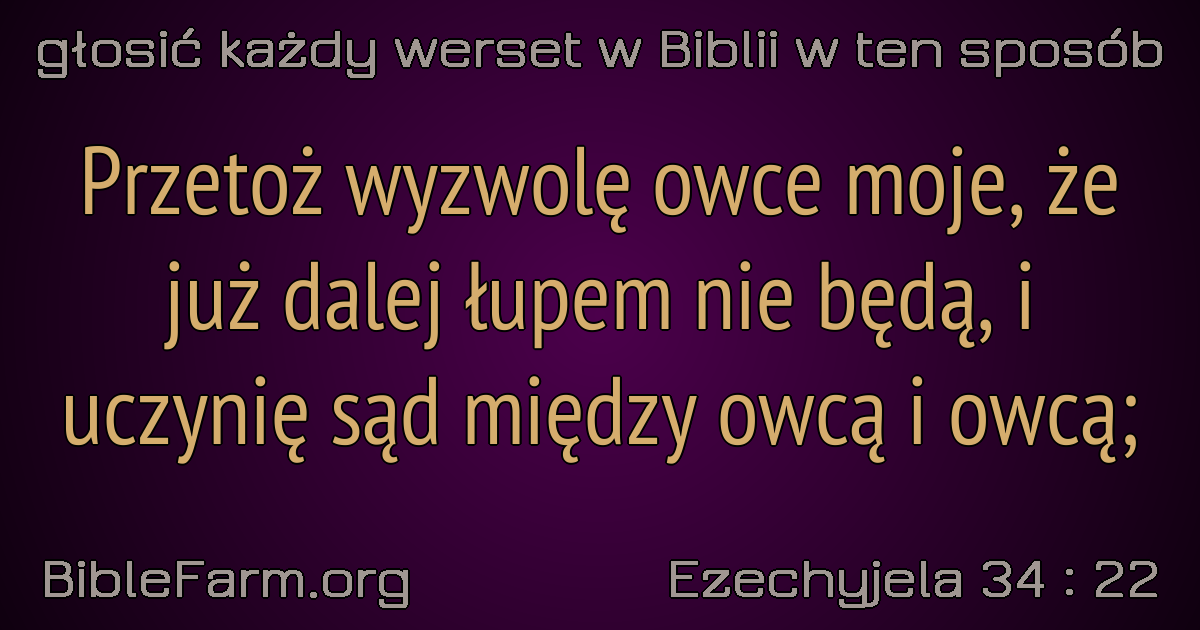 głosić każdy werset w Biblii w ten sposób
Przetoż wyzwolę owce moje, że
już dalej łupem nie będą, i
uczynię sąd między owcą i owcą;
BibleFarm.org
Ezechyjela 34 : 22